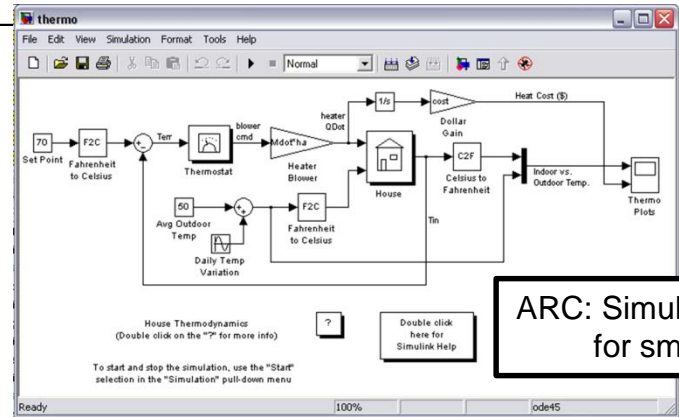 thermo
File Edit View Simulation Format Tools Help
Normal
70
Set Point
F2C
Fahrenheit
to Celsius
Terr
Thermostat
blower
cmd
Mdot*ha
Heater
Blower
heater
QDot
1/s
cost
Dollar
Gain
Heat Cost ($)
House
C2F
Celsius to
Fahrenheit
Indoor vs.
Outdoor Temp.
Thermo
Plots
50
Avg Outdoor
Temp
Daily Temp
Variation
F2C
Fahrenheit
to Celsius
Tin
House Thermodynamics
(Double click on the "?" for more info)
?
Double click
here for
Simulink Help
To start and stop the simulation, use the "Start"
selection in the "Simulation" pull-down menu
ARC: Simul
for sm
Ready 100% ode45